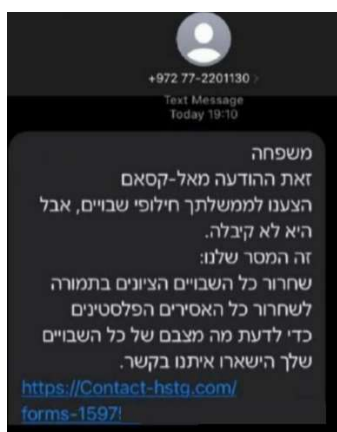 +972 77-2201130 >
Text Message
Today 19:10
משפחה
זאת ההודעה מאל-קסאם
הצענו לממשלתך חילופי שבויים, אבל
היא לא קיבלה.
זה המסר שלנו:
שחרור כל השבויים הציונים בתמורה
לשחרור כל האסירים הפלסטינים
כדי לדעת מה מצבם של כל השבויים
שלך הישארו איתנו בקשר.
https://Contact-hstg.com/
forms-1597!